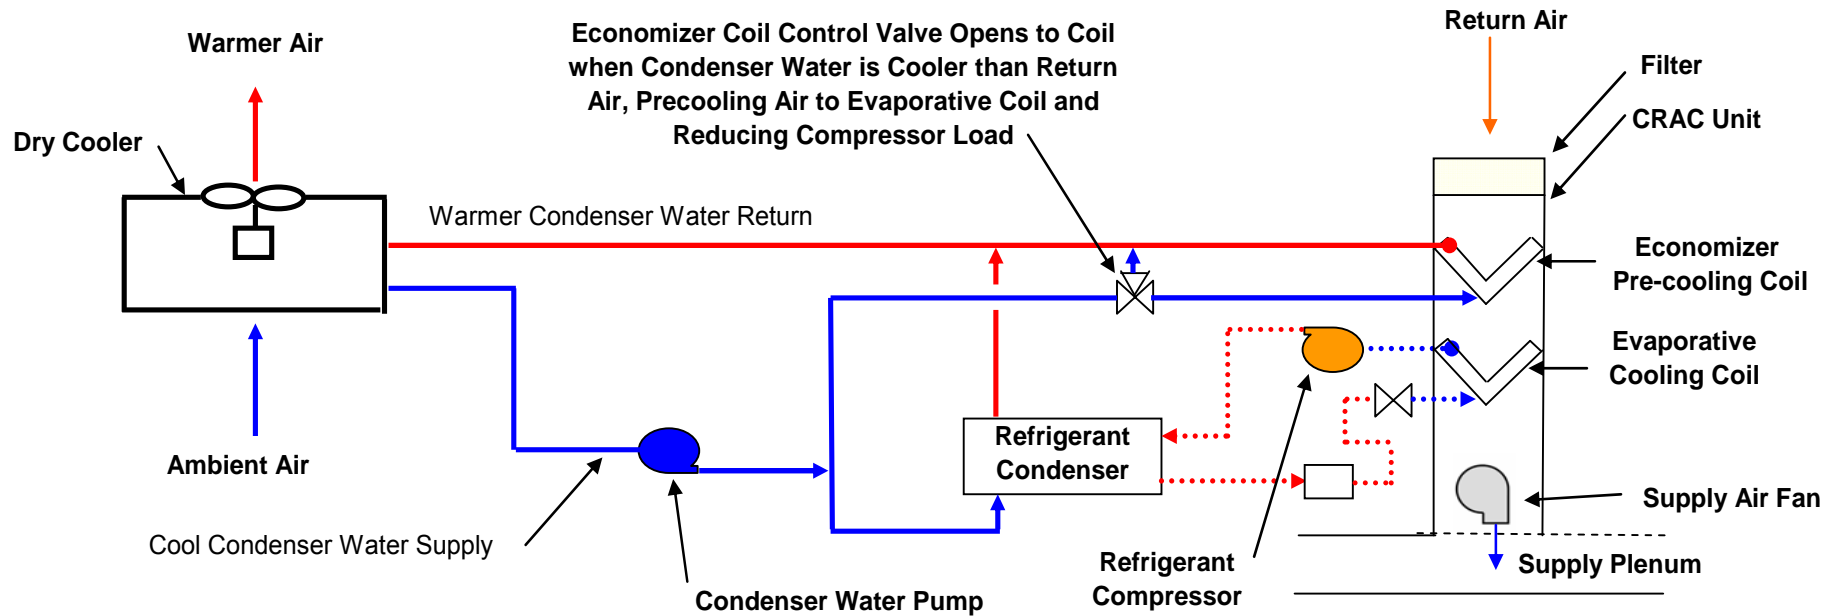 Warmer Air
Economizer Coil Control Valve Opens to Coil
when Condenser Water is Cooler than Return
Air, Precooling Air to Evaporative Coil and
Reducing Compressor Load
Return Air
Filter
CRAC Unit
Dry Cooler
Warmer Condenser Water Return
Economizer
Pre-cooling Coil
Evaporative
Cooling Coil
Refrigerant
Condenser
Ambient Air
Supply Air Fan
Cool Condenser Water Supply
Refrigerant
Compressor
Supply Plenum
Condenser Water Pump